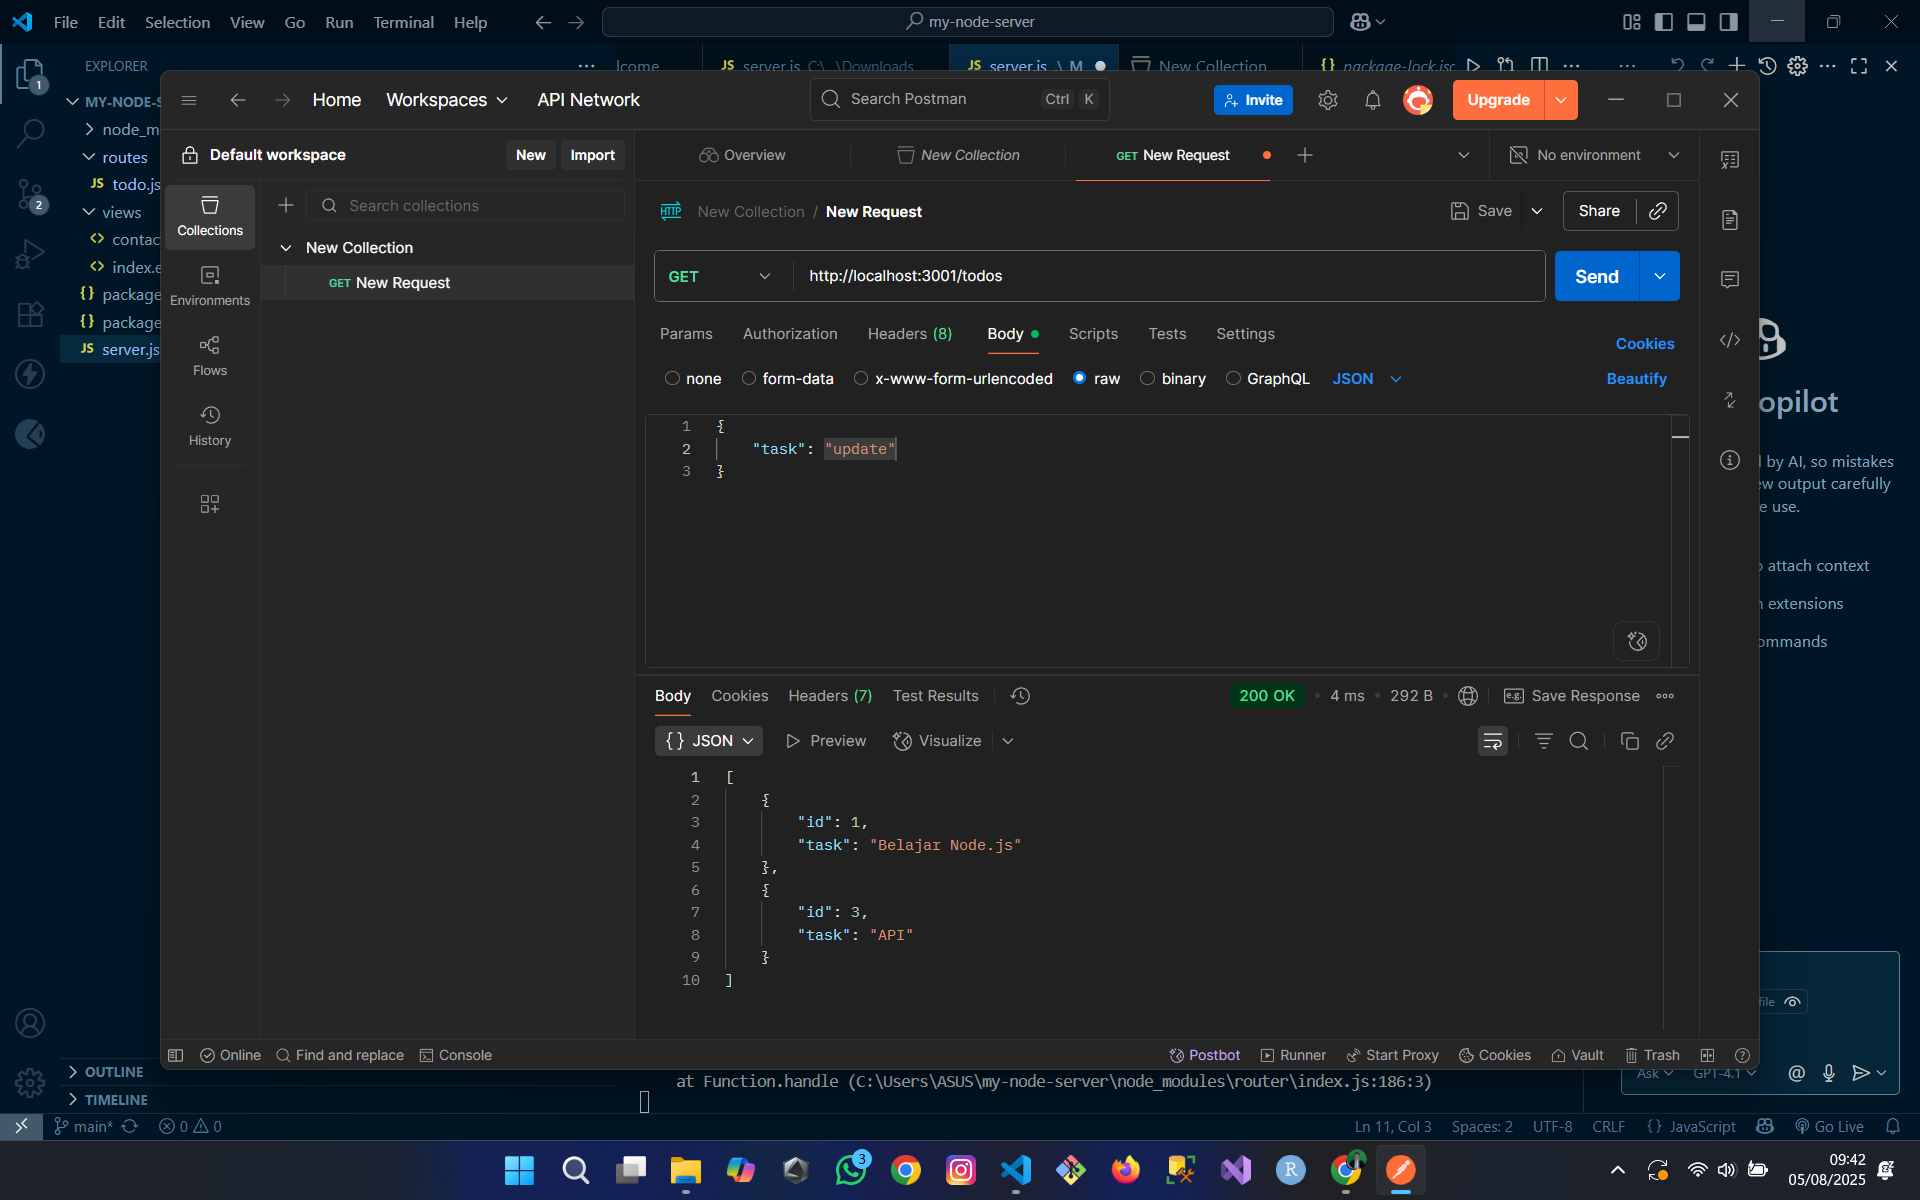 File Edit Selection View Go Run Terminal Help
my-node-server
EXPLORER
lcome
JS server.js C:\...\Downloads
JS server.js .\ M
New Collection
{} package-lock.jsc
1
MY-NODE-S
node_m
routes
JS todo.js
2
views
<> contac
<> index.e
{} package
{} package
JS server.js
Home Workspaces API Network
Search Postman Ctrl K
Invite
Upgrade
Default workspace
New Import
Overview
New Collection
GET New Request
No environment
Collections
Environments
Flows
History
Search collections
New Collection
GET New Request
HTTP New Collection / New Request
Save
Share
GET http://localhost:3001/todos
Send
Params Authorization Headers (8) Body Scripts Tests Settings
Cookies
none form-data x-www-form-urlencoded raw binary GraphQL JSON
Beautify
1 {
2 "task": "update"
3 }
Body Cookies Headers (7) Test Results
200 OK • 4 ms • 292 B
e.g. Save Response
{} JSON Preview Visualize
1 [
2 {
3 "id": 1,
4 "task": "Belajar Node.js"
5 },
6 {
7 "id": 3,
8 "task": "API"
9 }
10 ]
Online Find and replace Console
Postbot Runner Start Proxy Cookies Vault Trash
opilot
by AI, so mistakes
ew output carefully
e use.
attach context
extensions
ommands
file
Ask GPT-4.1
OUTLINE
TIMELINE
at Function.handle (C:\Users\ASUS\my-node-server\node_modules\router\index.js:186:3)
main* 0 0
Ln 11, Col 3 Spaces: 2 UTF-8 CRLF {} JavaScript Go Live
3
R
09:42
05/08/2025